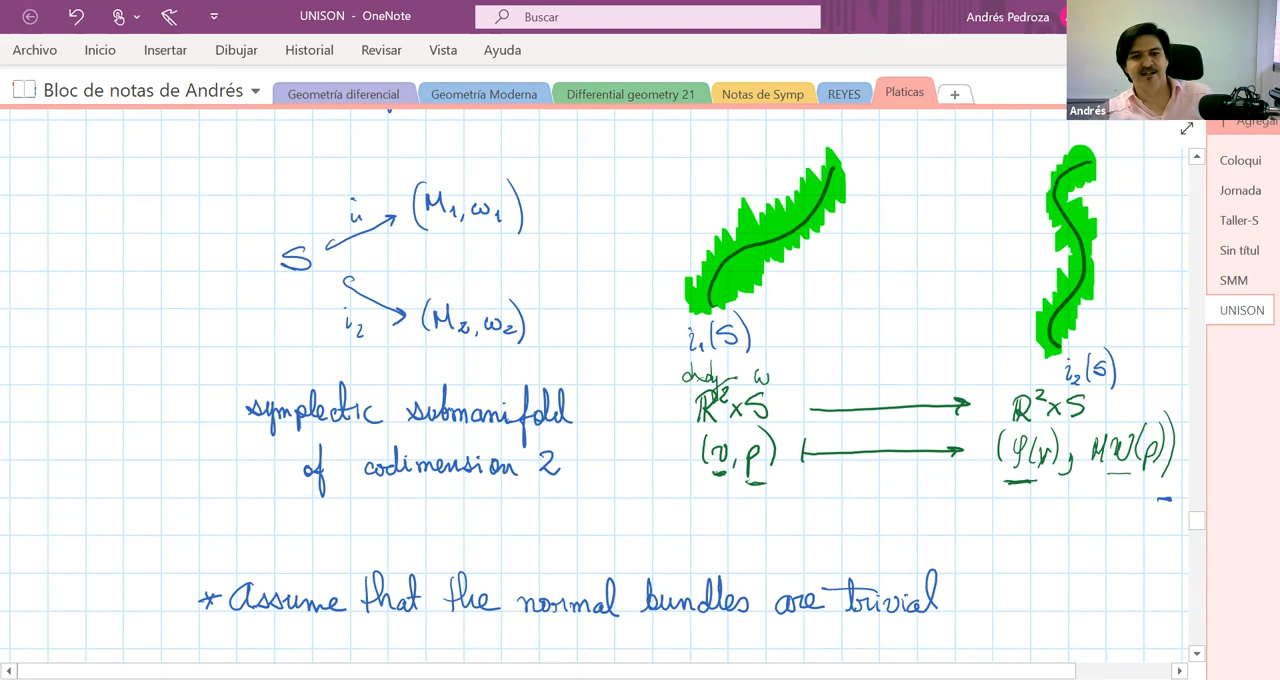 UNISON - OneNote
Buscar
Andrés Pedroza
Archivo Inicio Insertar Dibujar Historial Revisar Vista Ayuda
Bloc de notas de Andrés
Geometría diferencial Geometría Moderna Differential geometry 21 Notas de Symp REYES Platicas
Andrés
Agregar
Coloqui
Jornada
Taller-S
Sin títul
SMM
UNISON
S
i₁ (M₁, ω₁)
i₂ (M₂, ω₂)
symplectic submanifold
of codimension 2
i₁(S)
i₂(S)
dxdy ω
ℝ²×S → ℝ²×S
(v, p) ↦ (φ(v), ψ(p))
* Assume that the normal bundles are trivial